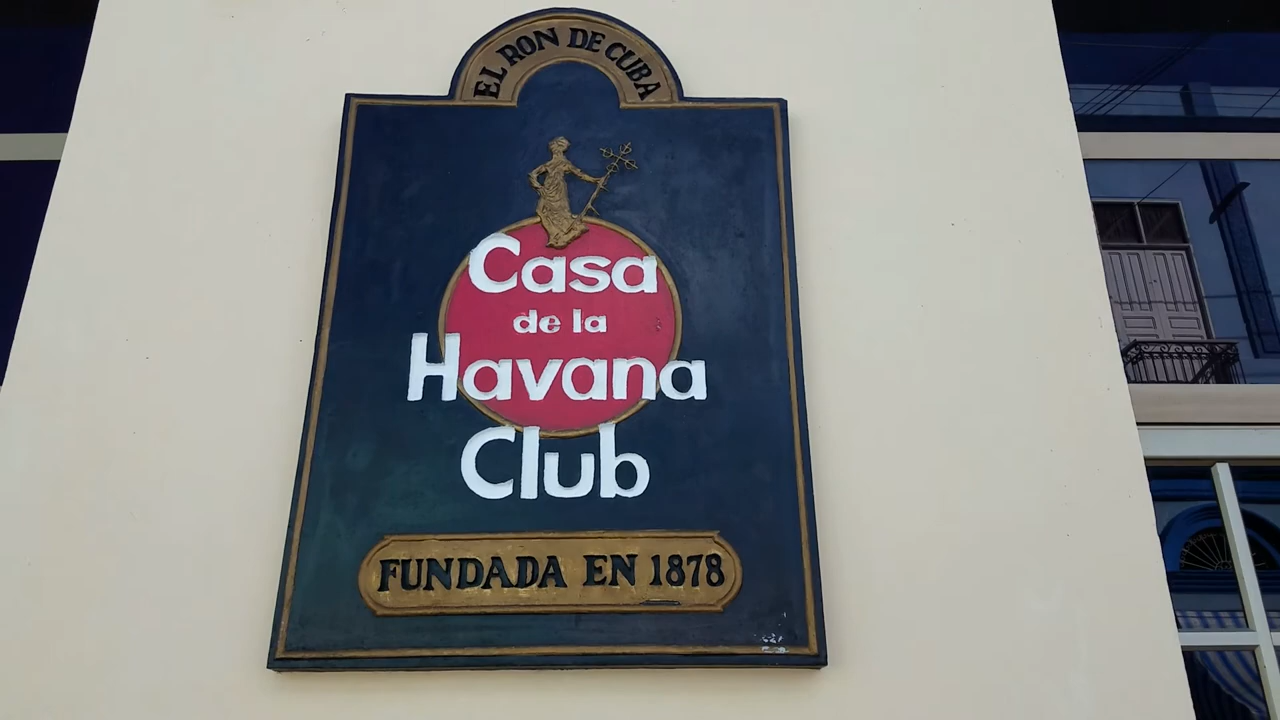 EL RON DE CUBA
Casa
de la
Havana
Club
FUNDADA EN 1878